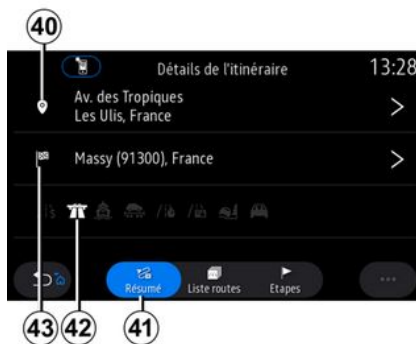 40
Détails de l'itinéraire 13:28
Av. des Tropiques
Les Ulis, France
Massy (91300), France
Résumé Liste routes Etapes
43 42 41